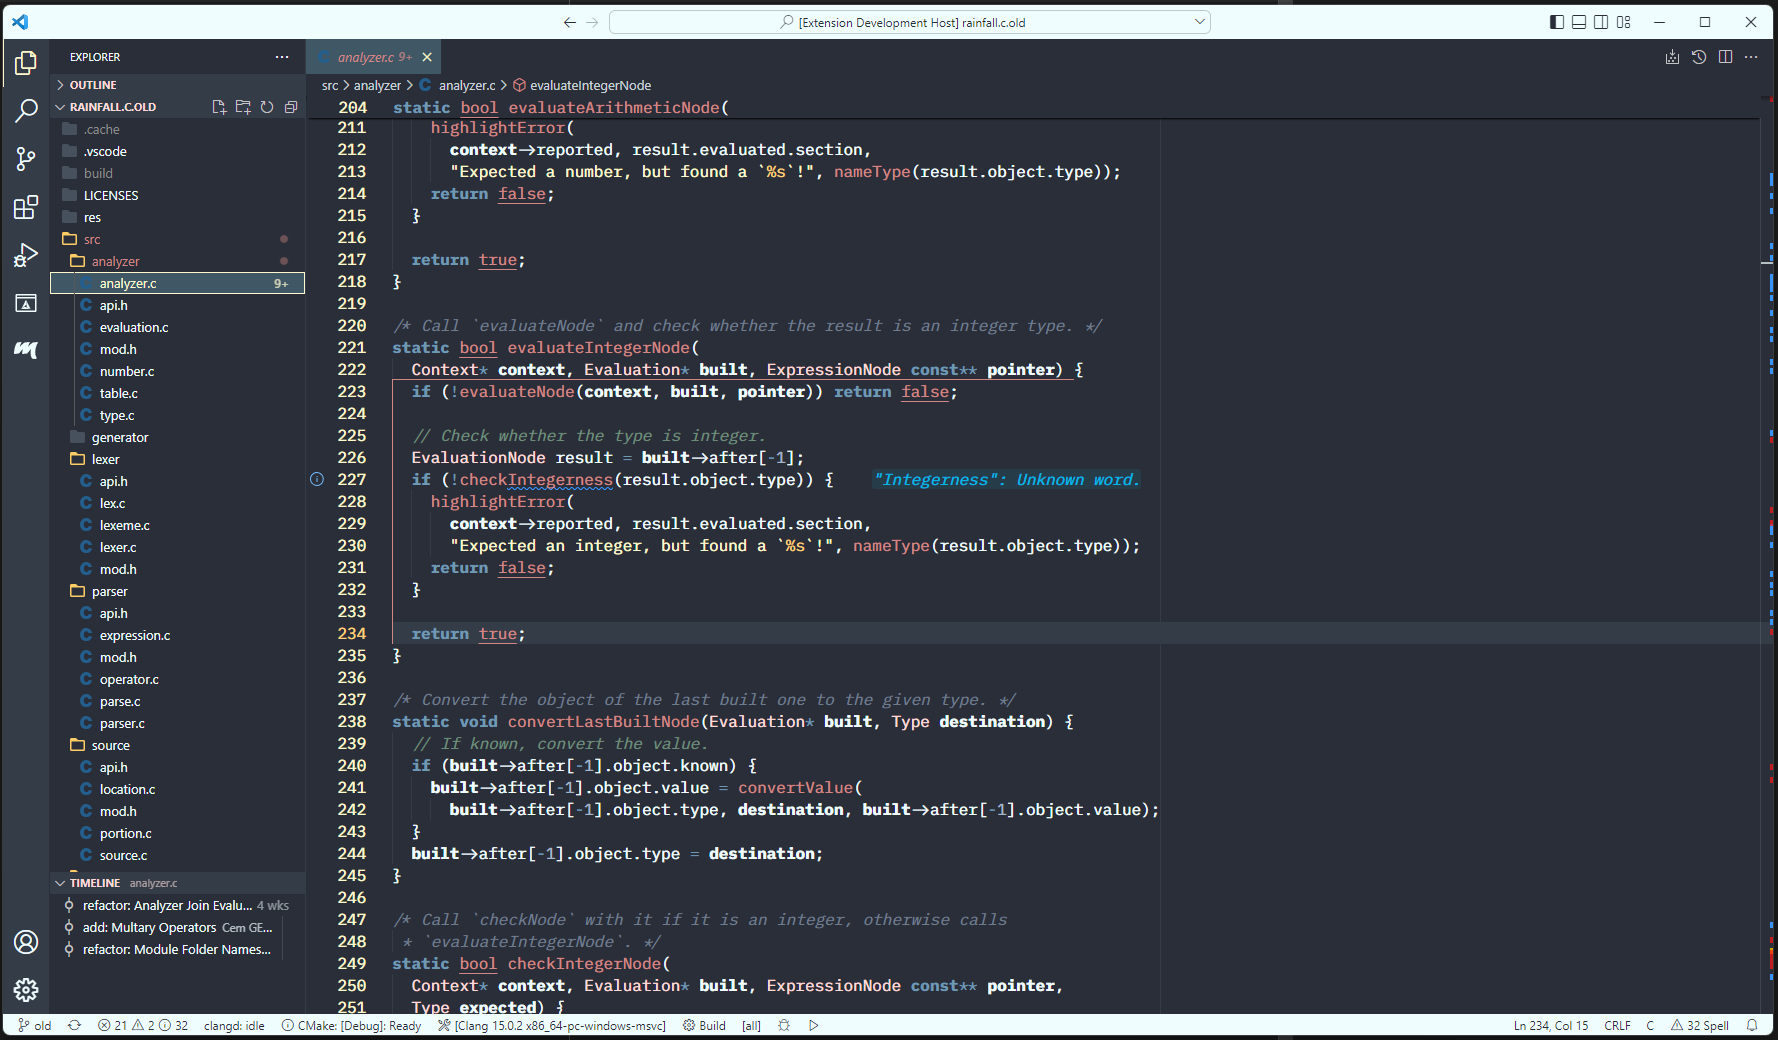 [Extension Development Host] rainfall.c.old
EXPLORER
OUTLINE
RAINFALL.C.OLD
.cache
.vscode
build
LICENSES
res
src
analyzer
analyzer.c 9+
api.h
evaluation.c
mod.h
number.c
table.c
type.c
generator
lexer
api.h
lex.c
lexeme.c
lexer.c
mod.h
parser
api.h
expression.c
mod.h
operator.c
parse.c
parser.c
source
api.h
location.c
mod.h
portion.c
source.c
TIMELINE analyzer.c
refactor: Analyzer Join Evalu... 4 wks
add: Multary Operators Cem GE...
refactor: Module Folder Names...
analyzer.c 9+
src > analyzer > C analyzer.c > evaluateIntegerNode
204 static bool evaluateArithmeticNode(
211 highlightError(
212 context->reported, result.evaluated.section,
213 "Expected a number, but found a `%s`!", nameType(result.object.type));
214 return false;
215 }
216
217 return true;
218 }
219
220 /* Call `evaluateNode` and check whether the result is an integer type. */
221 static bool evaluateIntegerNode(
222 Context* context, Evaluation* built, ExpressionNode const** pointer) {
223 if (!evaluateNode(context, built, pointer)) return false;
224
225 // Check whether the type is integer.
226 EvaluationNode result = built->after[-1];
227 if (!checkIntegerness(result.object.type)) { "Integerness": Unknown word.
228 highlightError(
229 context->reported, result.evaluated.section,
230 "Expected an integer, but found a `%s`!", nameType(result.object.type));
231 return false;
232 }
233
234 return true;
235 }
236
237 /* Convert the object of the last built one to the given type. */
238 static void convertLastBuiltNode(Evaluation* built, Type destination) {
239 // If known, convert the value.
240 if (built->after[-1].object.known) {
241 built->after[-1].object.value = convertValue(
242 built->after[-1].object.type, destination, built->after[-1].object.value);
243 }
244 built->after[-1].object.type = destination;
245 }
246
247 /* Call `checkNode` with it if it is an integer, otherwise calls
248 * `evaluateIntegerNode`. */
249 static bool checkIntegerNode(
250 Context* context, Evaluation* built, ExpressionNode const** pointer,
251 Type expected) {
old 21 2 32 clangd: idle CMake: [Debug]: Ready [Clang 15.0.2 x86_64-pc-windows-msvc] Build [all] Ln 234, Col 15 CRLF C 32 Spell